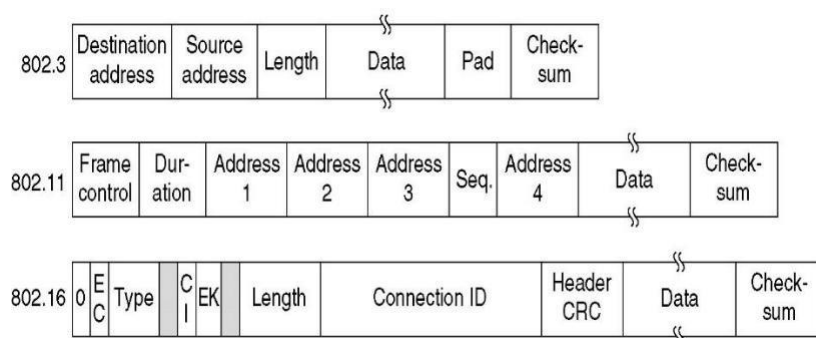 802.3 Destination address Source address Length Data Pad Check-sum
802.11 Frame control Dur-ation Address 1 Address 2 Address 3 Seq. Address 4 Data Check-sum
802.16 0 EC Type CI EK Length Connection ID Header CRC Data Check-sum